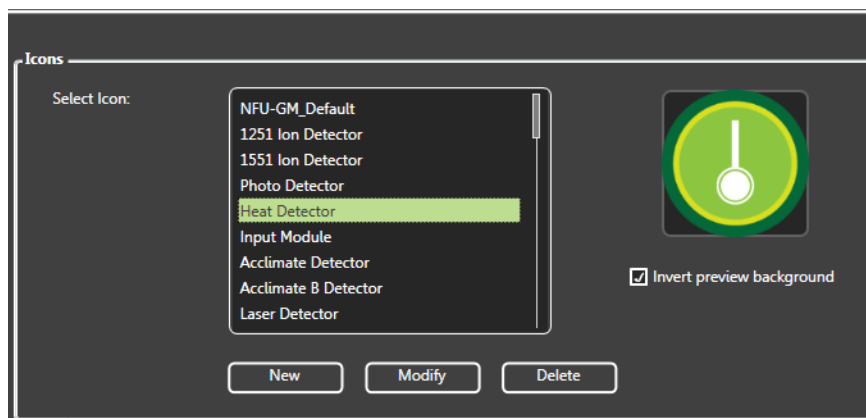 Icons
Select Icon:
NFU-GM_Default
1251 Ion Detector
1551 Ion Detector
Photo Detector
Heat Detector
Input Module
Acclimate Detector
Acclimate B Detector
Laser Detector
Invert preview background
New
Modify
Delete